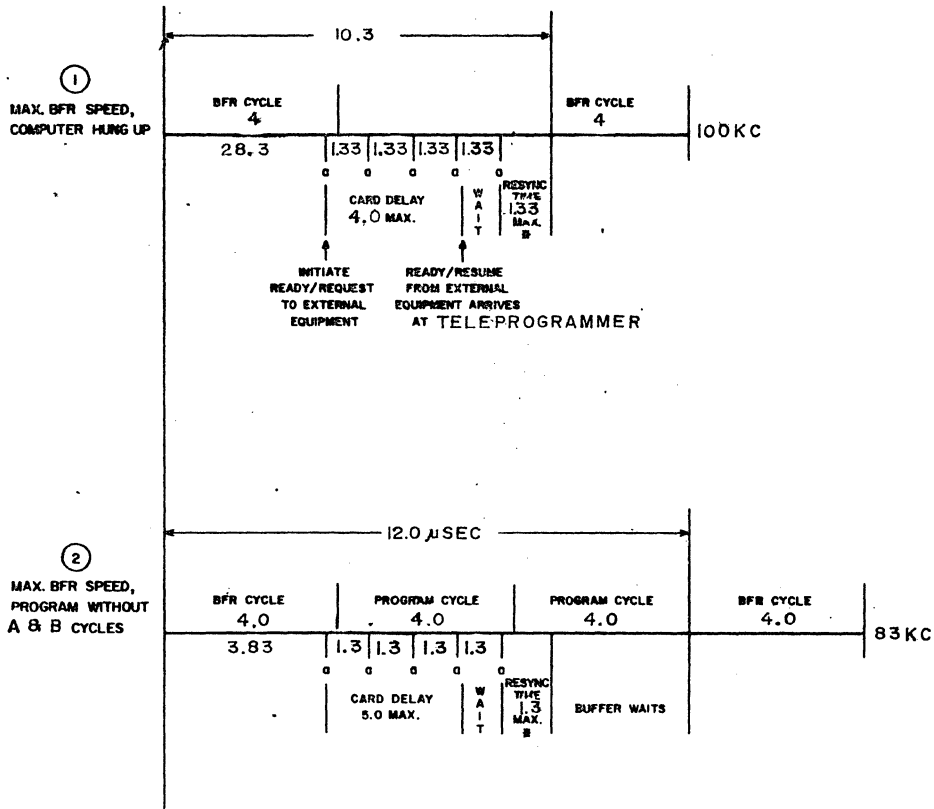 10.3
1
MAX. BFR SPEED,
COMPUTER HUNG UP
BFR CYCLE
4
BFR CYCLE
4
100KC
28.3 1.33 1.33 1.33 1.33
a a a a a
CARD DELAY
4.0 MAX.
WAIT
RESYNC
TIME
1.33
MAX.
INITIATE
READY/REQUEST
TO EXTERNAL
EQUIPMENT
READY/RESUME
FROM EXTERNAL
EQUIPMENT ARRIVES
AT TELEPROGRAMMER
12.0 µSEC
2
MAX. BFR SPEED,
PROGRAM WITHOUT
A & B CYCLES
BFR CYCLE
4.0
PROGRAM CYCLE
4.0
PROGRAM CYCLE
4.0
BFR CYCLE
4.0
83KC
3.83 1.3 1.3 1.3 1.3
a a a a a
CARD DELAY
5.0 MAX.
WAIT
RESYNC
TIME
1.3
MAX.
BUFFER WAITS